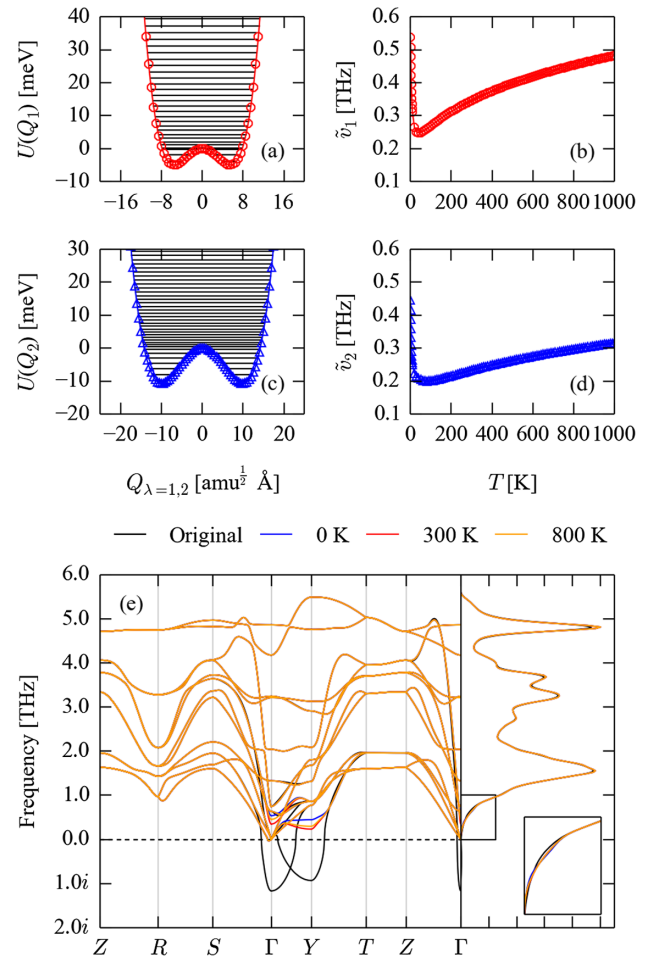 40
30
20
10
0
−10
U(Q₁) [meV]
(a)
−16 −8 0 8 16
0.6
0.5
0.4
0.3
0.2
0.1
ṽ₁ [THz]
(b)
0 200 400 600 800 1000
30
20
10
0
−10
−20
U(Q₂) [meV]
(c)
−20 −10 0 10 20
Q_{λ=1,2} [amu^{1/2} Å]
0.6
0.5
0.4
0.3
0.2
0.1
ṽ₂ [THz]
(d)
0 200 400 600 800 1000
T [K]
Original 0 K 300 K 800 K
6.0
5.0
4.0
3.0
2.0
1.0
0.0
1.0i
2.0i
Frequency [THz]
(e)
Z R S Γ Y T Z Γ